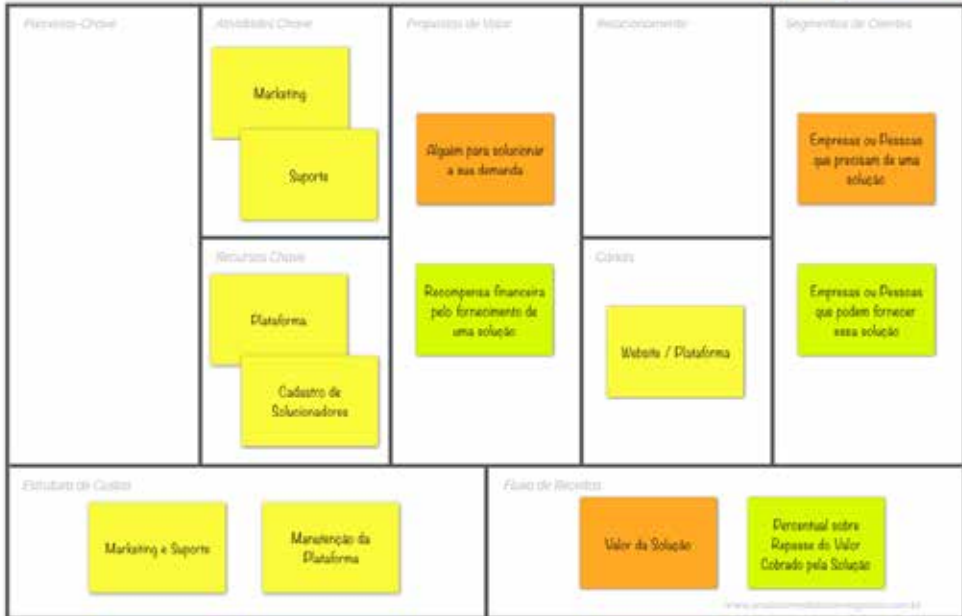 Parcerias-Chave
Atividades Chave
Marketing
Suporte
Recursos Chave
Plataforma
Cadastro de
Solucionadores
Propostas de Valor
Alguém para solucionar
a sua demanda
Recompensa financeira
pelo fornecimento de
uma solução
Relacionamento
Canais
Website / Plataforma
Segmentos de Clientes
Empresas ou Pessoas
que precisam de uma
solução
Empresas ou Pessoas
que podem fornecer
essa solução
Estrutura de Custos
Marketing e Suporte
Manutenção da
Plataforma
Fluxo de Receitas
Valor da Solução
Percentual sobre
Repasse do Valor
Cobrado pela Solução